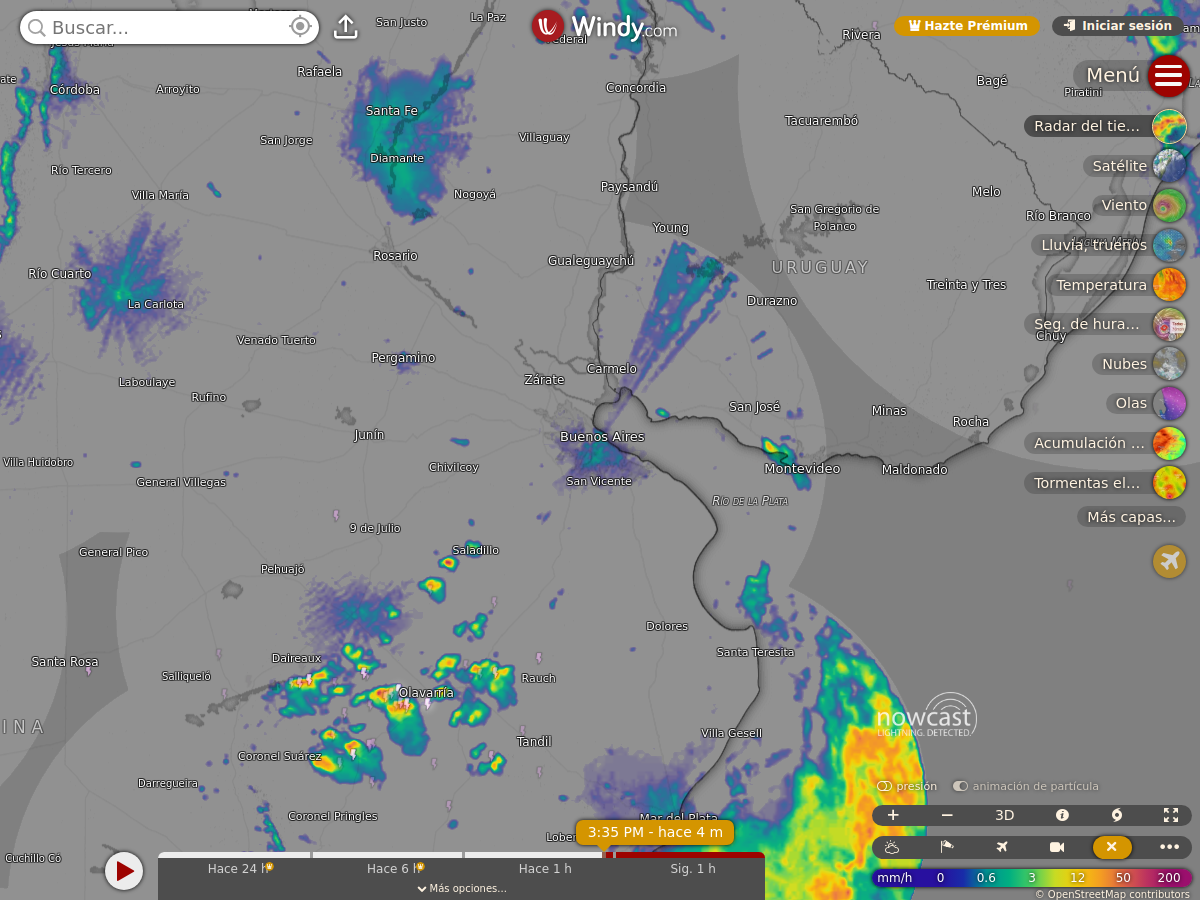 Buscar...
Windy.com
Hazte Prémium
Iniciar sesión
Menú
Radar del tie...
Satélite
Viento
Lluvia, truenos
Temperatura
Seg. de hura...
Nubes
Olas
Acumulación ...
Tormentas el...
Más capas...
San Justo
La Paz
Federal
Rivera
Jesús María
Rafaela
Córdoba
Arroyito
Concordia
Bagé
Piratini
Santa Fe
Tacuarembó
San Jorge
Villaguay
Diamante
Río Tercero
Villa María
Nogoyá
Paysandú
Melo
San Gregorio de
Polanco
Río Branco
Young
Rosario
Gualeguaychú
URUGUAY
Río Cuarto
La Carlota
Durazno
Treinta y Tres
Venado Tuerto
Chuy
Pergamino
Carmelo
Zárate
Laboulaye
Rufino
San José
Minas
Rocha
Junín
Buenos Aires
Villa Huidobro
Chivilcoy
Montevideo
Maldonado
General Villegas
San Vicente
Río de la Plata
9 de Julio
General Pico
Saladillo
Pehuajó
Dolores
Santa Rosa
Daireaux
Santa Teresita
Salliqueló
Rauch
Olavarría
INA
Villa Gesell
Tandil
Coronel Suárez
Darregueira
Coronel Pringles
Mar del Plata
Cuchillo Có
nowcast
LIGHTNING. DETECTED.
presión
animación de partícula
3D
3:35 PM - hace 4 m
Hace 24 h
Hace 6 h
Hace 1 h
Sig. 1 h
Más opciones...
mm/h 0 0.6 3 12 50 200
© OpenStreetMap contributors